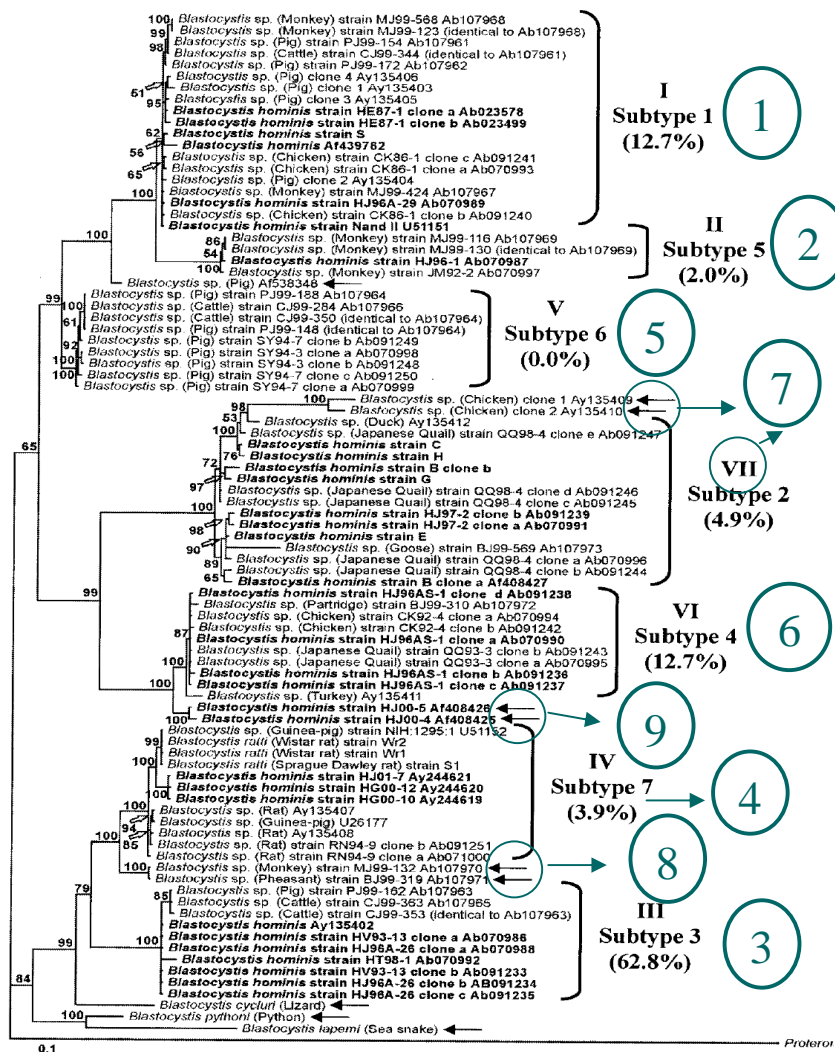 100
Blastocystis sp. (Monkey) strain MJ99-568 Ab107968
99
Blastocystis sp. (Monkey) strain MJ99-123 (identical to Ab107968)
Blastocystis sp. (Pig) strain PJ99-154 Ab107961
98
Blastocystis sp. (Cattle) strain CJ99-344 (identical to Ab107961)
Blastocystis sp. (Pig) strain PJ99-172 Ab107962
Blastocystis sp. (Pig) clone 4 Ay135406
51
Blastocystis sp. (Pig) clone 1 Ay135403
95
Blastocystis sp. (Pig) clone 3 Ay135405
Blastocystis hominis strain HE87-1 clone a Ab023578
Blastocystis hominis strain HE87-1 clone b Ab023499
62
Blastocystis hominis strain S
Blastocystis hominis Af439782
56
Blastocystis sp. (Chicken) strain CK86-1 clone c Ab091241
65
Blastocystis sp. (Chicken) strain CK86-1 clone a Ab070993
Blastocystis sp. (Pig) clone 2 Ay135404
100
Blastocystis sp. (Monkey) strain MJ99-424 Ab107967
Blastocystis hominis strain HJ96A-29 Ab070989
Blastocystis sp. (Chicken) strain CK86-1 clone b Ab091240
Blastocystis hominis strain Nand II U51151
I
Subtype 1
(12.7%)
1
100
86
Blastocystis sp. (Monkey) strain MJ99-116 Ab107969
Blastocystis sp. (Monkey) strain MJ99-130 (identical to Ab107969)
54
Blastocystis hominis strain HJ96-1 Ab070987
100
Blastocystis sp. (Monkey) strain JM92-2 Ab070997
Blastocystis sp. (Pig) Af538348
II
Subtype 5
(2.0%)
2
99
Blastocystis sp. (Pig) strain PJ99-188 Ab107964
Blastocystis sp. (Cattle) strain CJ99-284 Ab107966
100
Blastocystis sp. (Cattle) strain CJ99-350 (identical to Ab107964)
61
Blastocystis sp. (Pig) strain PJ99-148 (identical to Ab107964)
Blastocystis sp. (Pig) strain SY94-7 clone b Ab091249
92
Blastocystis sp. (Pig) strain SY94-3 clone a Ab070998
100
Blastocystis sp. (Pig) strain SY94-3 clone b Ab091248
100
Blastocystis sp. (Pig) strain SY94-7 clone c Ab091250
Blastocystis sp. (Pig) strain SY94-7 clone a Ab070999
V
Subtype 6
(0.0%)
5
65
100
Blastocystis sp. (Chicken) clone 1 Ay135409
98
Blastocystis sp. (Chicken) clone 2 Ay135410
53
Blastocystis sp. (Duck) Ay135412
100
Blastocystis sp. (Japanese Quail) strain QQ98-4 clone e Ab091247
Blastocystis hominis strain C
76
Blastocystis hominis strain H
72
Blastocystis hominis strain B clone b
Blastocystis hominis strain G
97
Blastocystis sp. (Japanese Quail) strain QQ98-4 clone d Ab091246
Blastocystis sp. (Japanese Quail) strain QQ98-4 clone c Ab091245
100
Blastocystis hominis strain HJ97-2 clone b Ab091239
Blastocystis hominis strain HJ97-2 clone a Ab070991
98
Blastocystis hominis strain E
90
Blastocystis sp. (Goose) strain BJ99-569 Ab107973
89
Blastocystis sp. (Japanese Quail) strain QQ98-4 clone a Ab070996
Blastocystis sp. (Japanese Quail) strain QQ98-4 clone b Ab091244
65
Blastocystis hominis strain B clone a Af408427
7
VII
Subtype 2
(4.9%)
99
Blastocystis hominis strain HJ96AS-1 clone d Ab091238
Blastocystis sp. (Partridge) strain BJ99-310 Ab107972
Blastocystis sp. (Chicken) strain CK92-4 clone a Ab070994
Blastocystis sp. (Chicken) strain CK92-4 clone b Ab091242
87
Blastocystis hominis strain HJ96AS-1 clone a Ab070990
Blastocystis sp. (Japanese Quail) strain QQ93-3 clone b Ab091243
100
Blastocystis sp. (Japanese Quail) strain QQ93-3 clone a Ab070995
Blastocystis hominis strain HJ96AS-1 clone b Ab091236
Blastocystis hominis strain HJ96AS-1 clone c Ab091237
Blastocystis sp. (Turkey) Ay135411
VI
Subtype 4
(12.7%)
6
Blastocystis hominis strain HJ00-5 Af408426
100
Blastocystis hominis strain HJ00-4 Af408425
9
Blastocystis sp. (Guinea-pig) strain NIH:1295:1 U51152
99
Blastocystis ratti (Wistar rat) strain Wr2
Blastocystis ratti (Wistar rat) strain Wr1
100
Blastocystis ratti (Sprague Dawley rat) strain S1
Blastocystis hominis strain HJ01-7 Ay244621
Blastocystis hominis strain HG00-12 Ay244620
100
Blastocystis hominis strain HG00-10 Ay244619
100
Blastocystis sp. (Rat) Ay135407
Blastocystis sp. (Guinea-pig) U26177
94
Blastocystis sp. (Rat) Ay135408
85
Blastocystis sp. (Rat) strain RN94-9 clone b Ab091251
Blastocystis sp. (Rat) strain RN94-9 clone a Ab071000
IV
Subtype 7
(3.9%)
4
Blastocystis sp. (Monkey) strain MJ99-132 Ab107970
100
Blastocystis sp. (Pheasant) strain BJ99-319 Ab107971
8
79
Blastocystis sp. (Pig) strain PJ99-162 Ab107963
85
Blastocystis sp. (Cattle) strain CJ99-363 Ab107965
Blastocystis sp. (Cattle) strain CJ99-353 (identical to Ab107963)
Blastocystis hominis Ay135402
Blastocystis hominis strain HV93-13 clone a Ab070986
100
Blastocystis hominis strain HJ96A-26 clone a Ab070988
Blastocystis hominis strain HT98-1 Ab070992
Blastocystis hominis strain HV93-13 clone b Ab091233
Blastocystis hominis strain HJ96A-26 clone b AB091234
Blastocystis hominis strain HJ96A-26 clone c Ab091235
III
Subtype 3
(62.8%)
3
99
84
Blastocystis cycluri (Lizard)
100
Blastocystis pythoni (Python)
Blastocystis lapemi (Sea snake)
0.1
Proterom